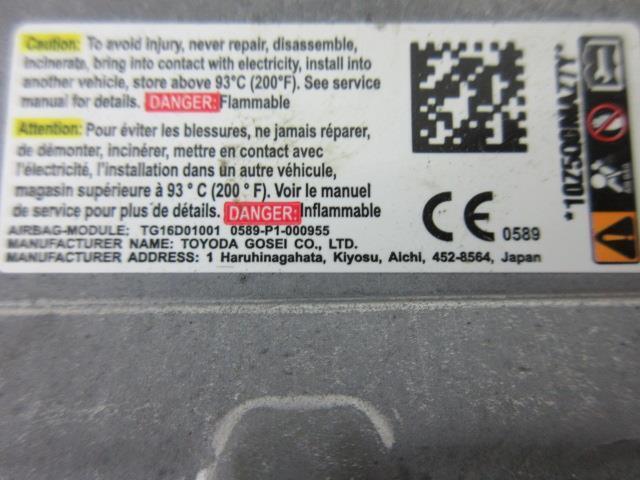 Caution: To avoid injury, never repair, disassemble,
incinerate, bring into contact with electricity, install into
another vehicle, store above 93°C (200°F). See service
manual for details. DANGER: Flammable
Attention: Pour éviter les blessures, ne jamais réparer,
de démonter, incinérer, mettre en contact avec
l'électricité, l'installation dans un autre véhicule,
magasin supérieure à 93 ° C (200 ° F). Voir le manuel
de service pour plus de détails. DANGER: Inflammable
AIRBAG-MODULE: TG16D01001 0589-P1-000955
MANUFACTURER NAME: TOYODA GOSEI CO., LTD.
MANUFACTURER ADDRESS: 1 Haruhinagahata, Kiyosu, Aichi, 452-8564, Japan
CE 0589